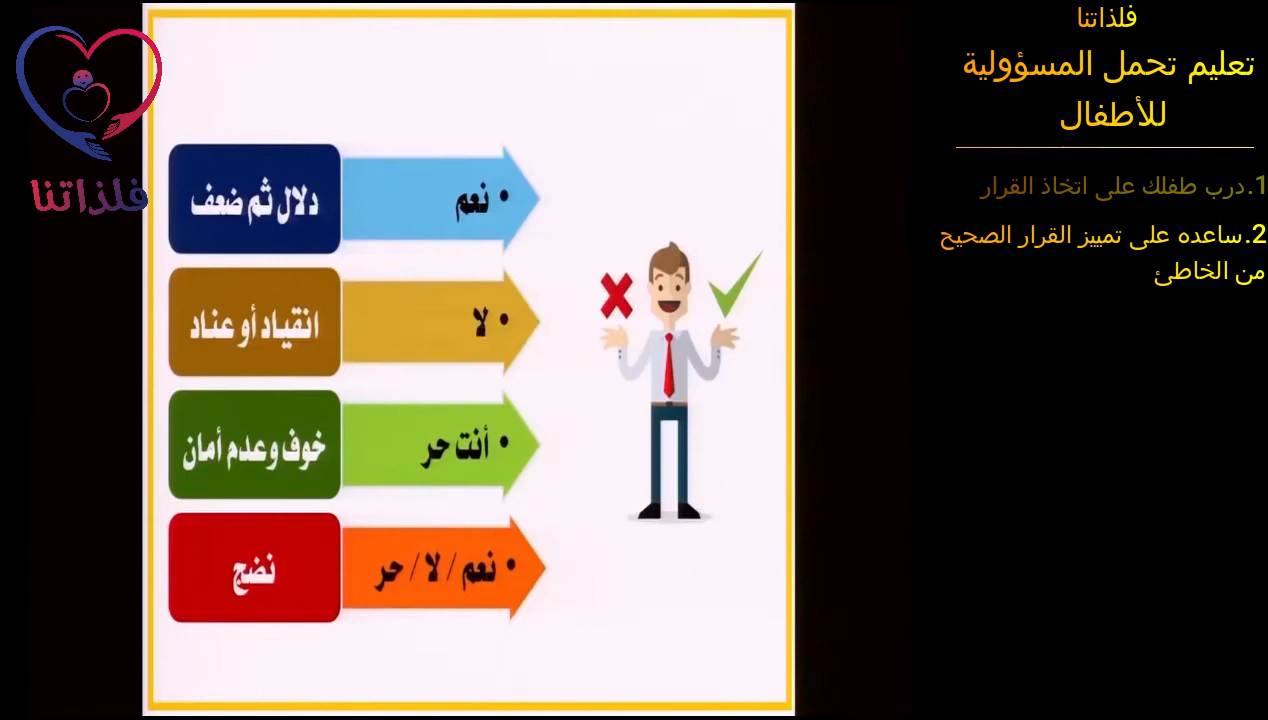 فلذاتنا
تعليم تحمل المسؤولية
للأطفال
1.درب طفلك على اتخاذ القرار
2.ساعده على تمييز القرار الصحيح
من الخاطئ
فلذاتنا
• نعم
دلال ثم ضعف
• لا
انقياد أو عناد
• أنت حر
خوف وعدم أمان
• نعم / لا / حر
نضج